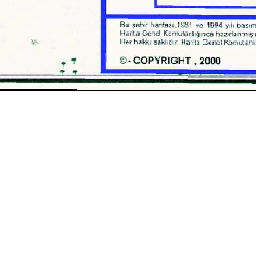 Bu şehir haritası,1981 ve 1994 yılı basım
Harita Genel Komutanlığınca hazırlanmış
Her hakkı saklıdır. Harita Genel Komutanlı
©- COPYRIGHT , 2000